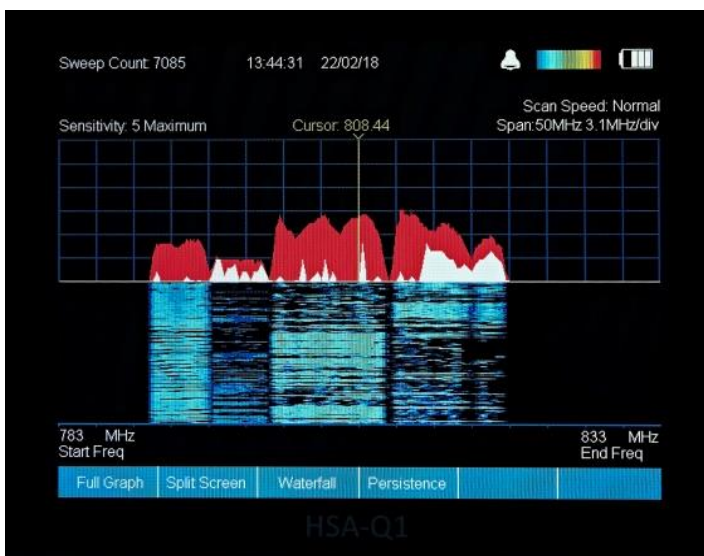 Sweep Count: 7085 13:44:31 22/02/18
Scan Speed: Normal
Sensitivity: 5 Maximum Cursor: 808.44 Span:50MHz 3.1MHz/div
783 MHz 833 MHz
Start Freq End Freq
Full Graph Split Screen Waterfall Persistence
HSA-Q1